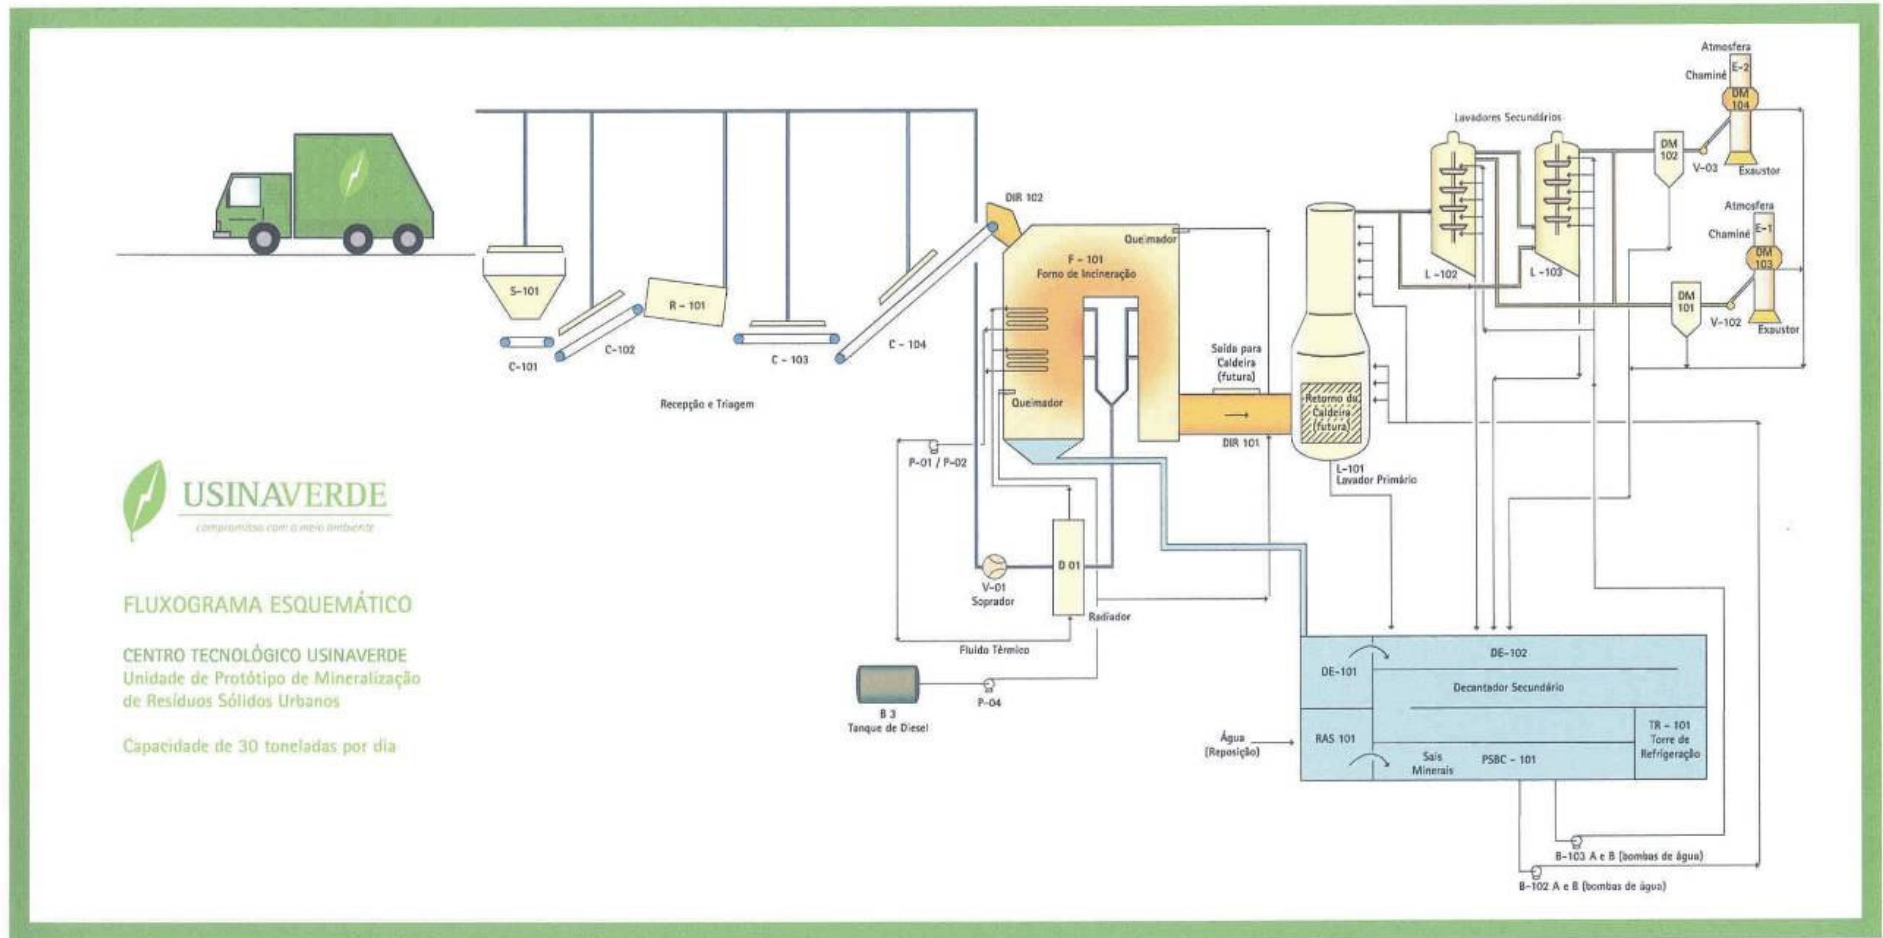 Atmosfera
E-2
Chaminé
DM
104
Lavadores Secundários
DM
102
V-03
Exaustor
DIR 102
Atmosfera
Chaminé
E-1
DM
103
Queimador
F - 101
Forno de Incineração
L -102
L -103
S-101
R - 101
DM
101
V-102
Exaustor
C-101
C-102
C - 103
C - 104
Saída para
Caldeira
(futura)
Recepção e Triagem
Queimador
Retorno da
Caldeira
(futura)
DIR 101
P-01 / P-02
L-101
Lavador Primário
USINAVERDE
compromisso com o meio ambiente
D 01
V-01
Soprador
Radiador
FLUXOGRAMA ESQUEMÁTICO
Fluido Térmico
CENTRO TECNOLÓGICO USINAVERDE
Unidade de Protótipo de Mineralização
de Resíduos Sólidos Urbanos
DE-101
DE-102
Decantador Secundário
P-04
B 3
Tanque de Diesel
Capacidade de 30 toneladas por dia
Água
(Reposição)
RAS 101
Sais
Minerais
PSBC - 101
TR - 101
Torre de
Refrigeração
B-103 A e B (bombas de água)
B-102 A e B (bombas de água)